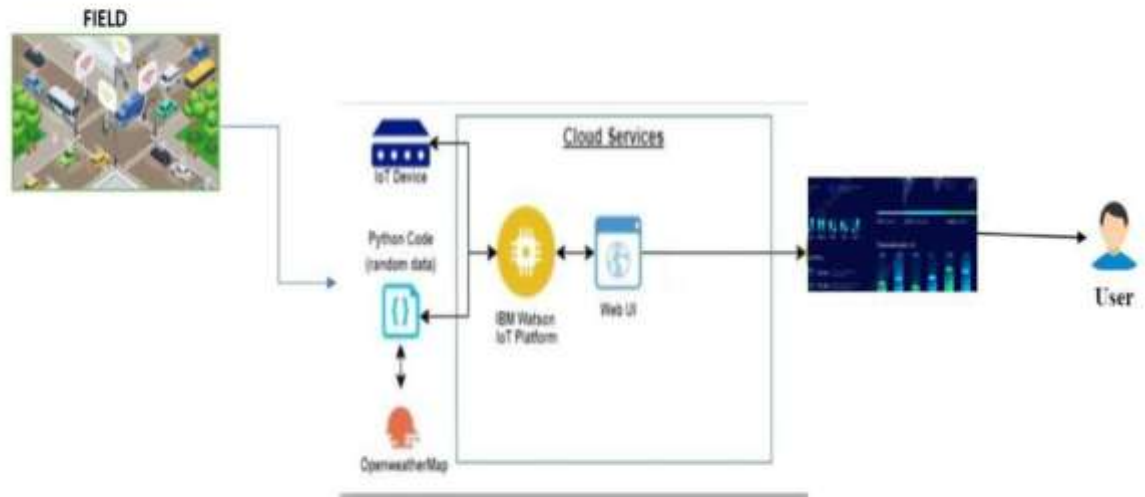 FIELD
Cloud Services
IoT Device
Python Code
(random data)
IBM Watson
IoT Platform
Web UI
User
OpenweatherMap